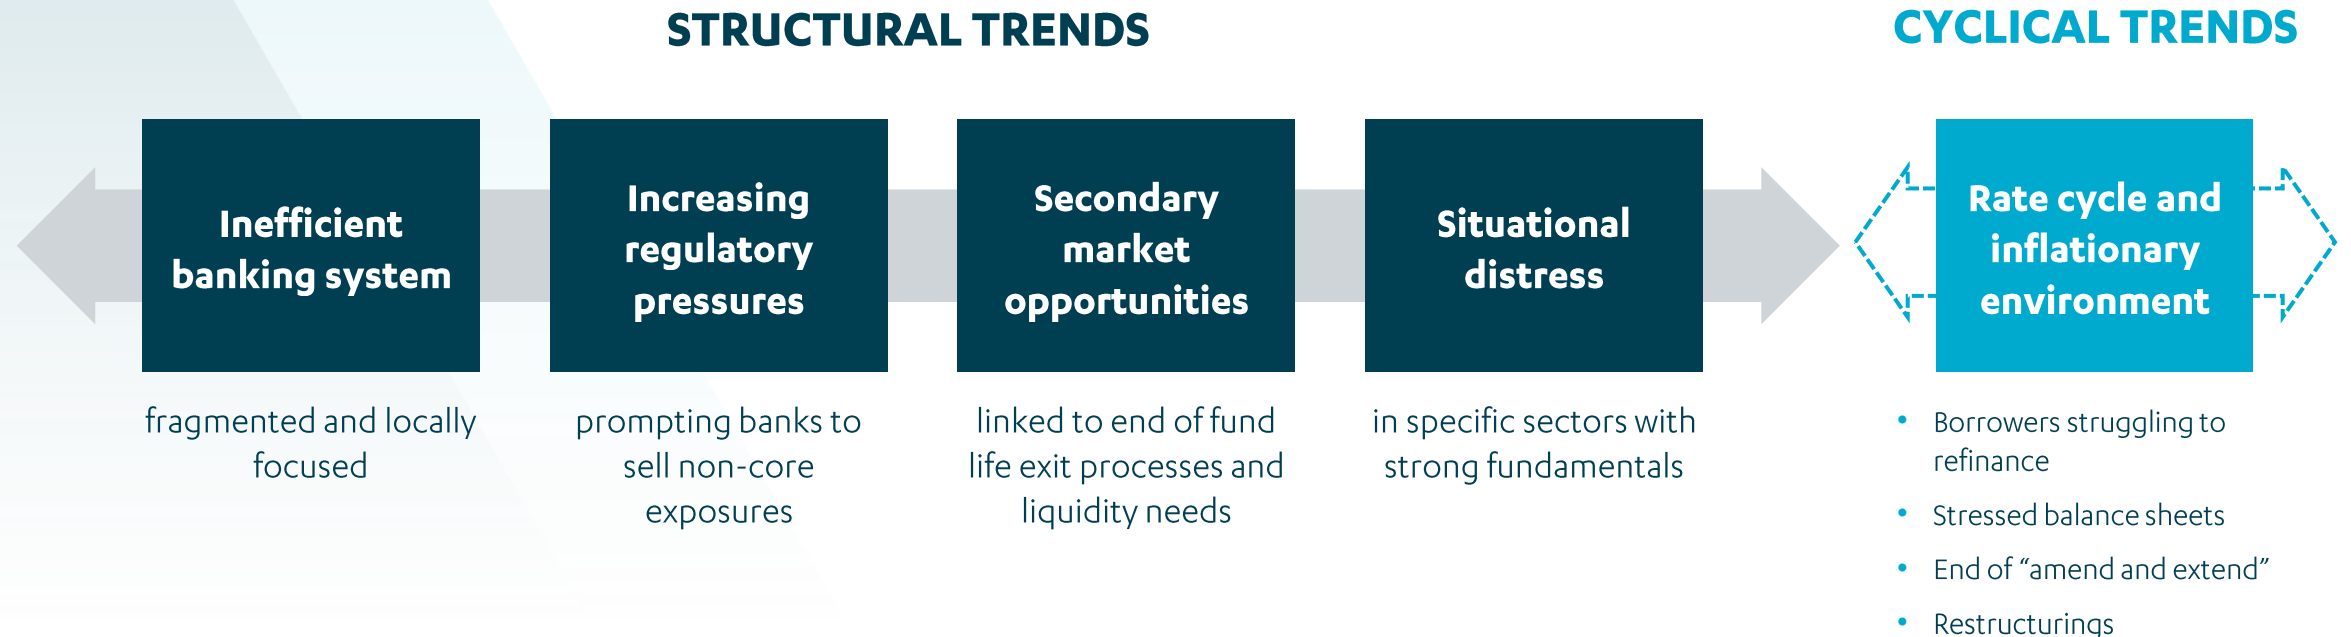 STRUCTURAL TRENDS
CYCLICAL TRENDS
Inefficient
banking system
fragmented and locally
focused
Increasing
regulatory
pressures
prompting banks to
sell non-core
exposures
Secondary
market
opportunities
linked to end of fund
life exit processes and
liquidity needs
Situational
distress
in specific sectors with
strong fundamentals
Rate cycle and
inflationary
environment
• Borrowers struggling to
refinance
• Stressed balance sheets
• End of “amend and extend”
• Restructurings